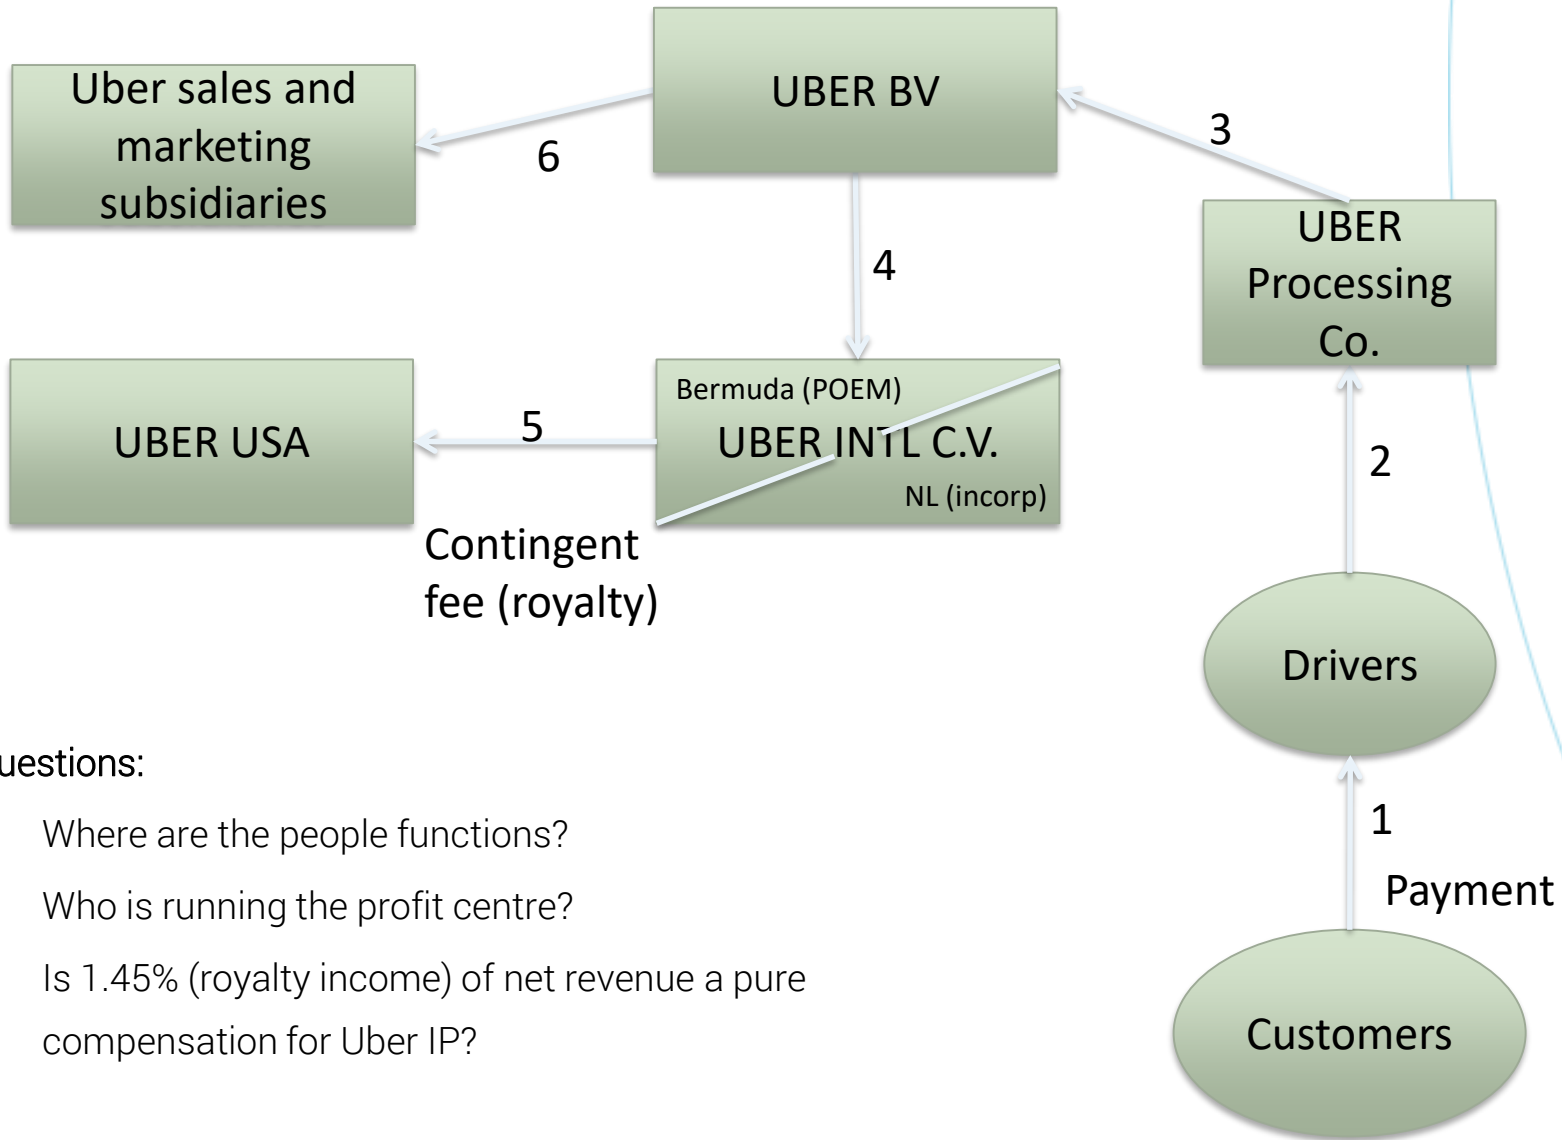 UBER BV
Uber sales and
marketing
subsidiaries
6
3
4
UBER
Processing
Co.
Bermuda (POEM)
UBER INTL C.V.
NL (incorp)
5
UBER USA
Contingent
fee (royalty)
2
Drivers
1
Payment
Customers
uestions:
Where are the people functions?
Who is running the profit centre?
Is 1.45% (royalty income) of net revenue a pure
compensation for Uber IP?